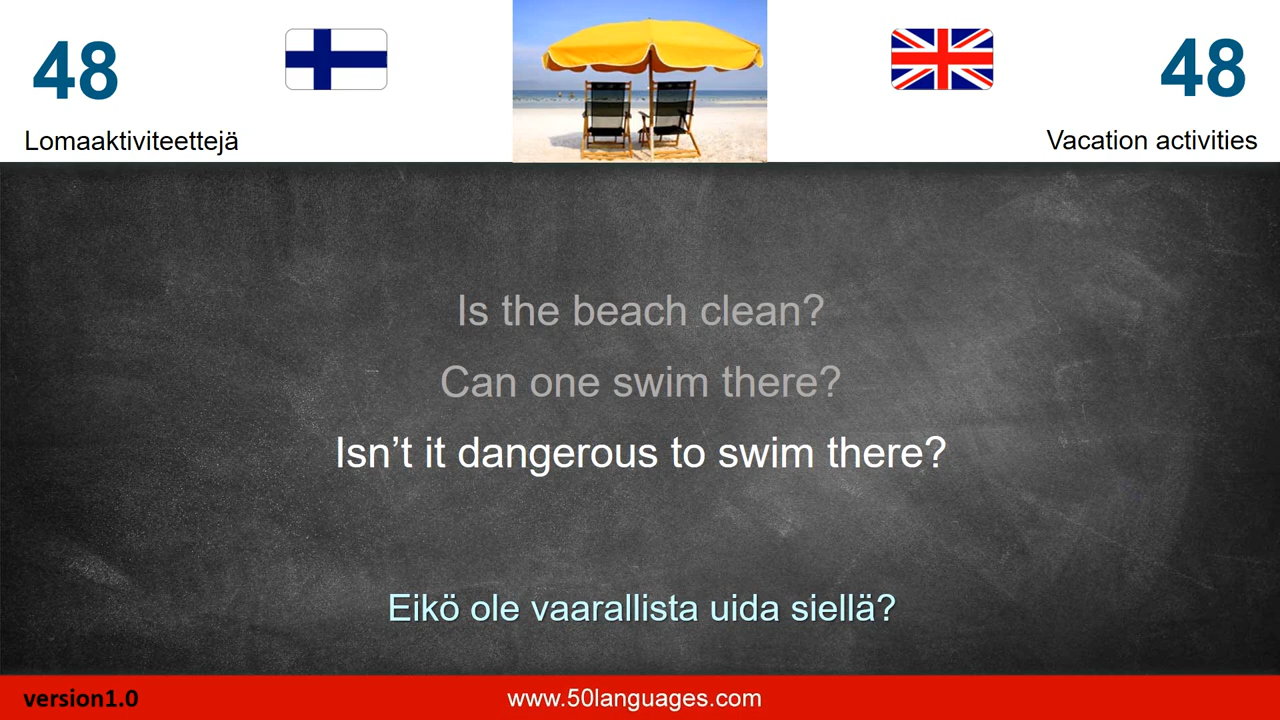 48
48
Lomaaktiviteettejä
Vacation activities
Is the beach clean?
Can one swim there?
Isn’t it dangerous to swim there?
Eikö ole vaarallista uida siellä?
version1.0
www.50languages.com